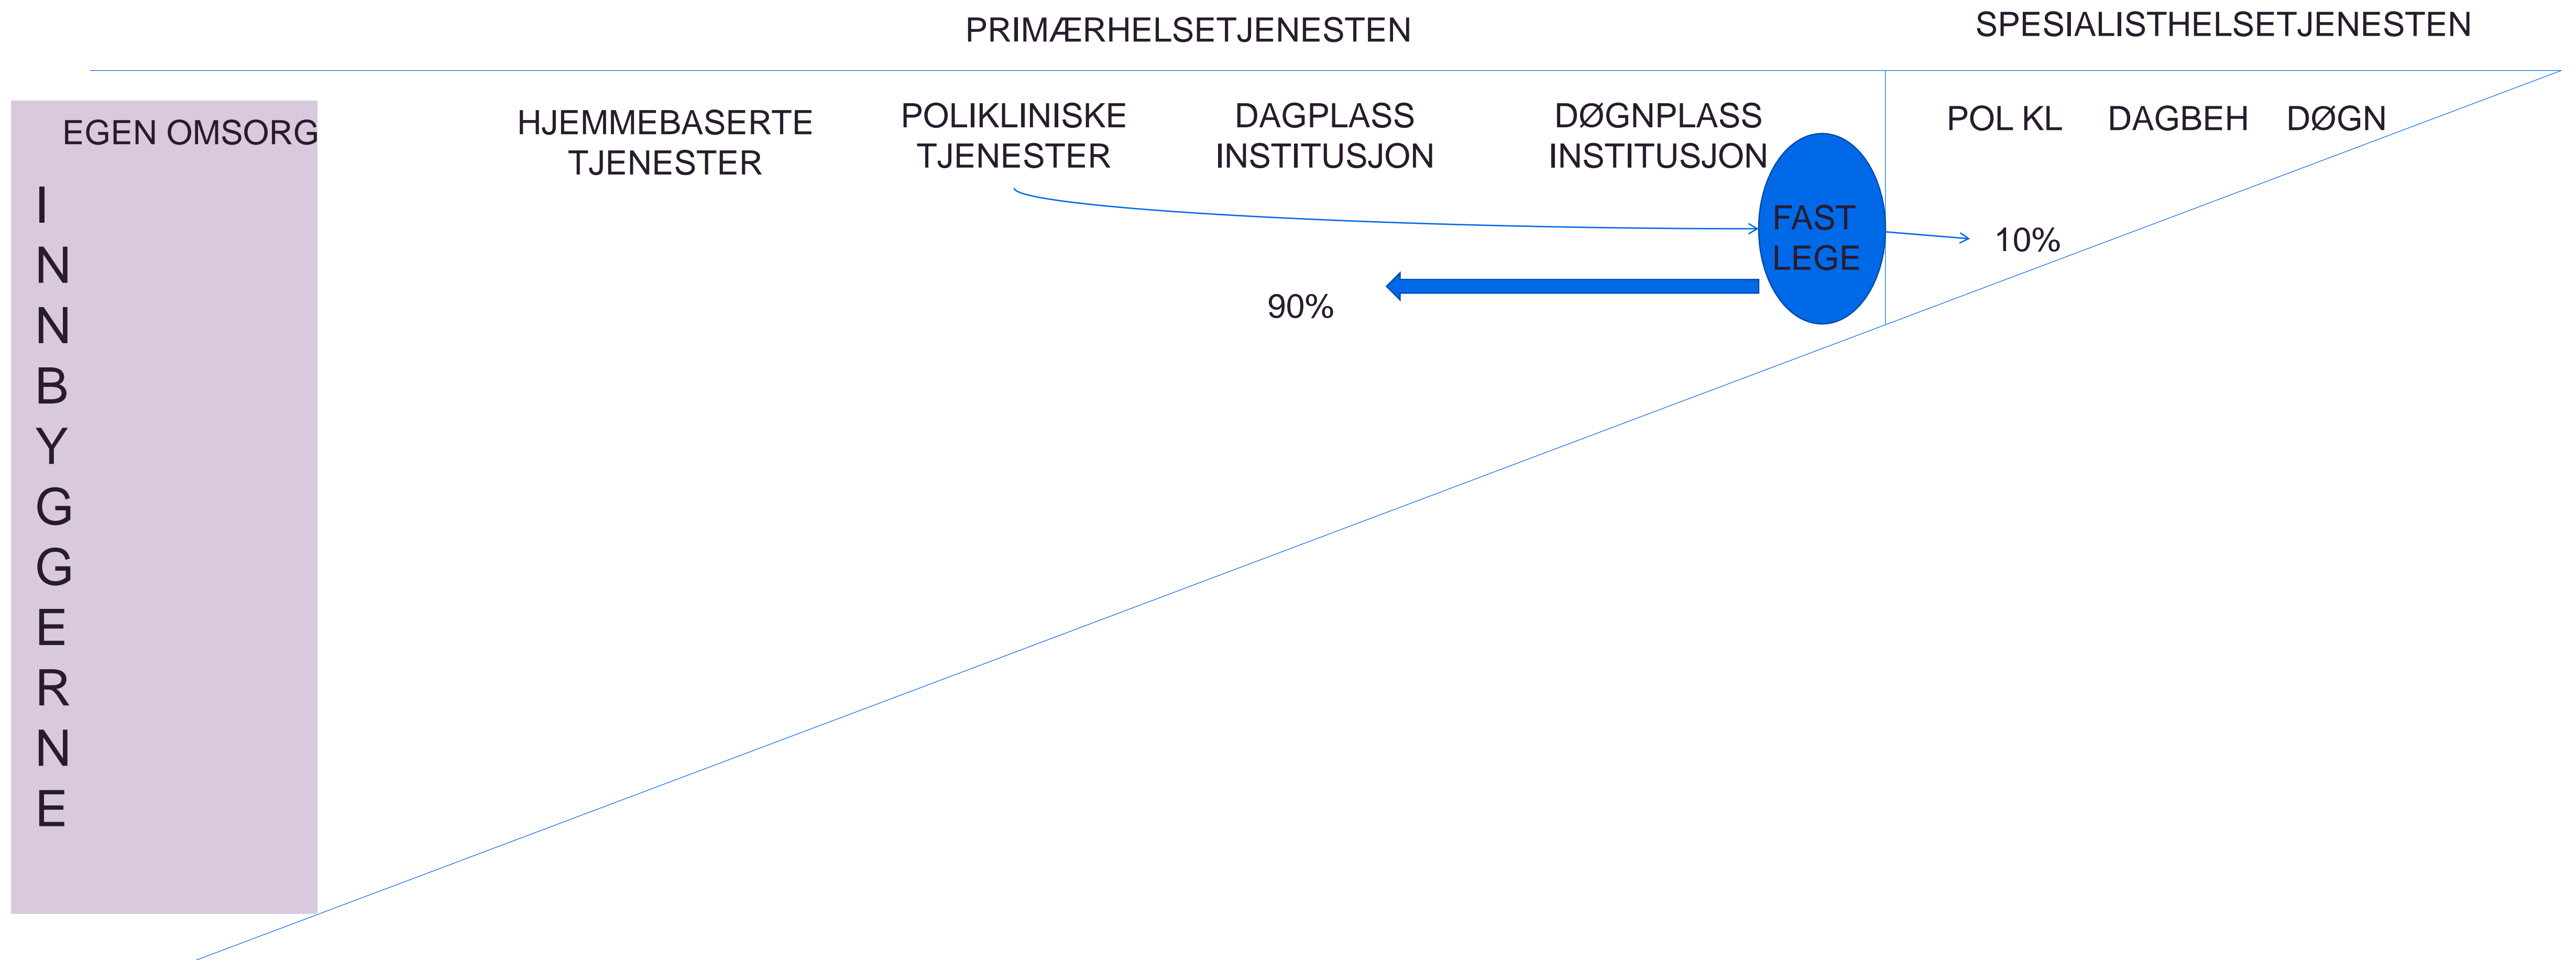 PRIMÆRHELSETJENESTEN
SPESIALISTHELSETJENESTEN
EGEN OMSORG
HJEMMEBASERTE
TJENESTER
POLIKLINISKE
TJENESTER
DAGPLASS
INSTITUSJON
DØGNPLASS
INSTITUSJON
POL KL
DAGBEH
DØGN
FAST
LEGE
10%
90%
I
N
N
B
Y
G
G
E
R
N
E